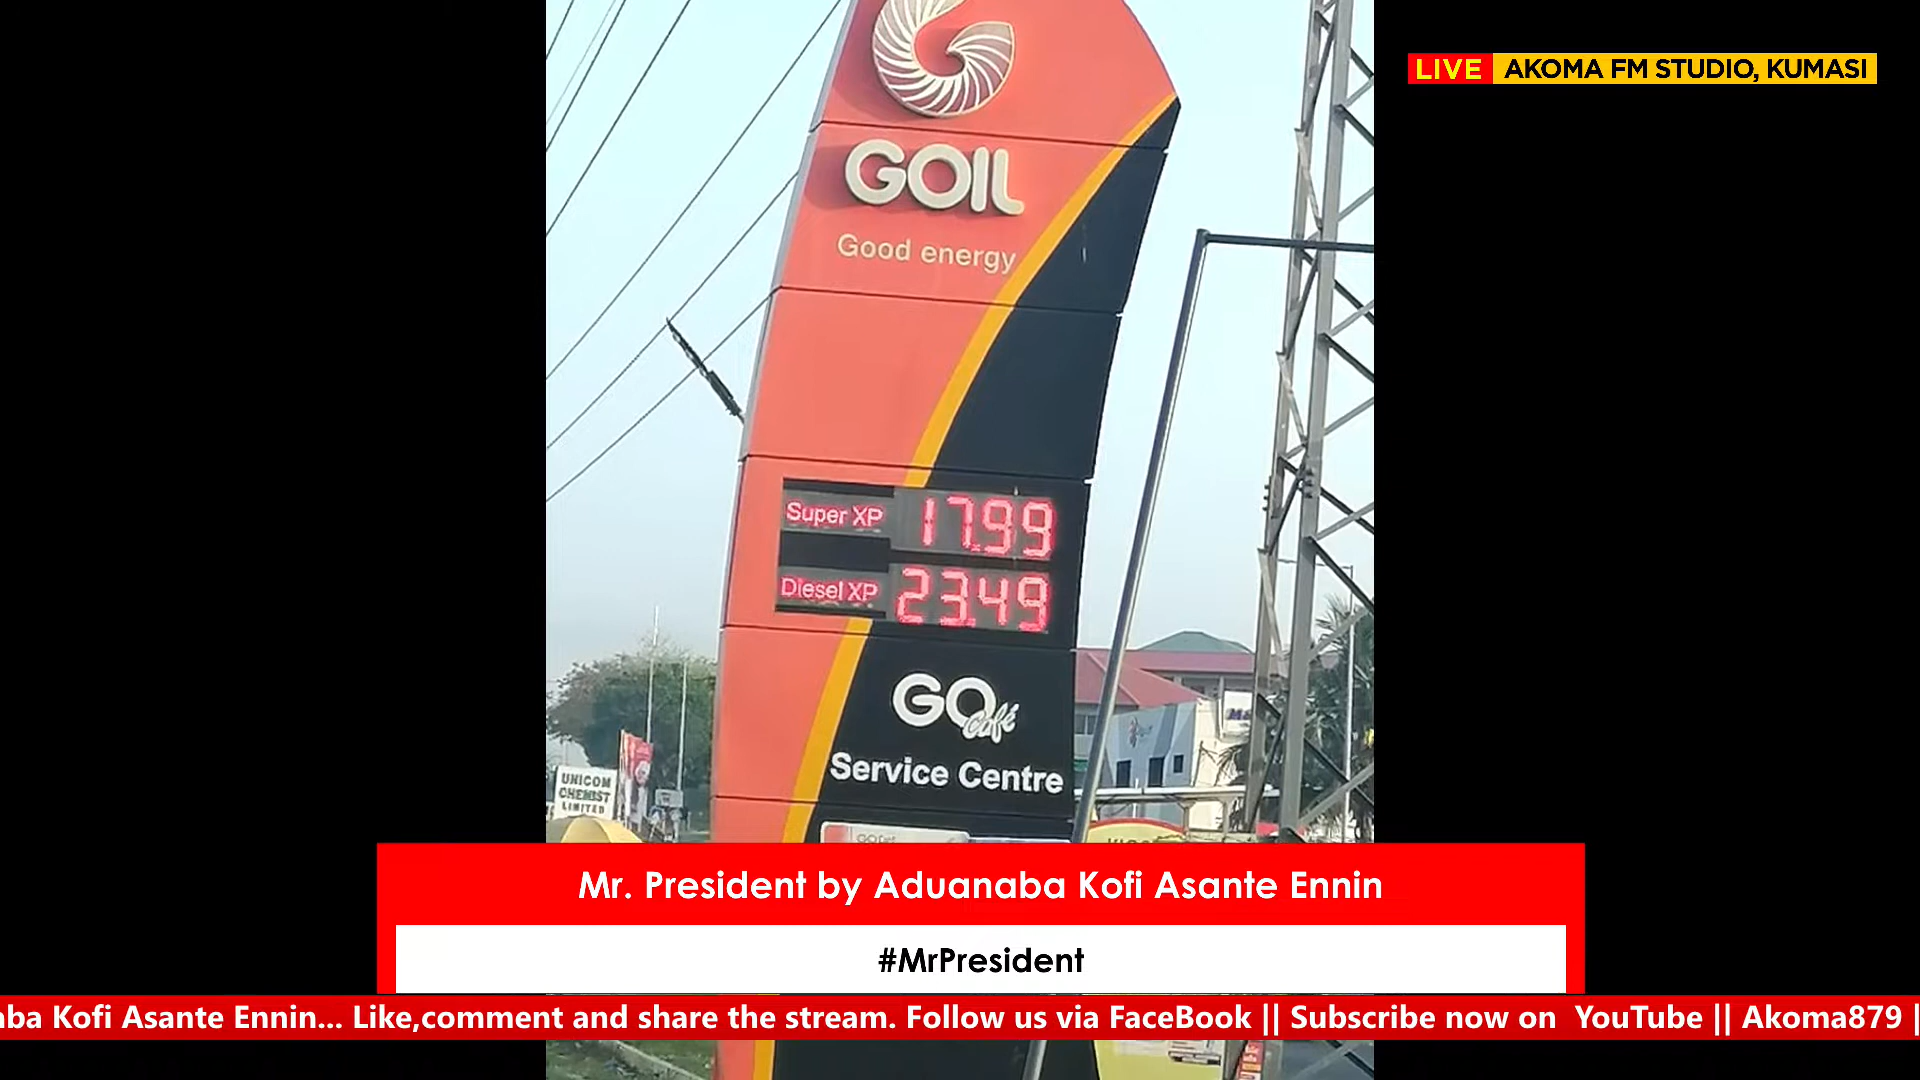 LIVE AKOMA FM STUDIO, KUMASI
GOIL
Good energy
Super XP 17.99
Diesel XP 23.49
GO Café
Service Centre
UNICOM
CHEMIST
LIMITED
Mr. President by Aduanaba Kofi Asante Ennin
#MrPresident
aba Kofi Asante Ennin... Like,comment and share the stream. Follow us via FaceBook || Subscribe now on YouTube || Akoma879 |